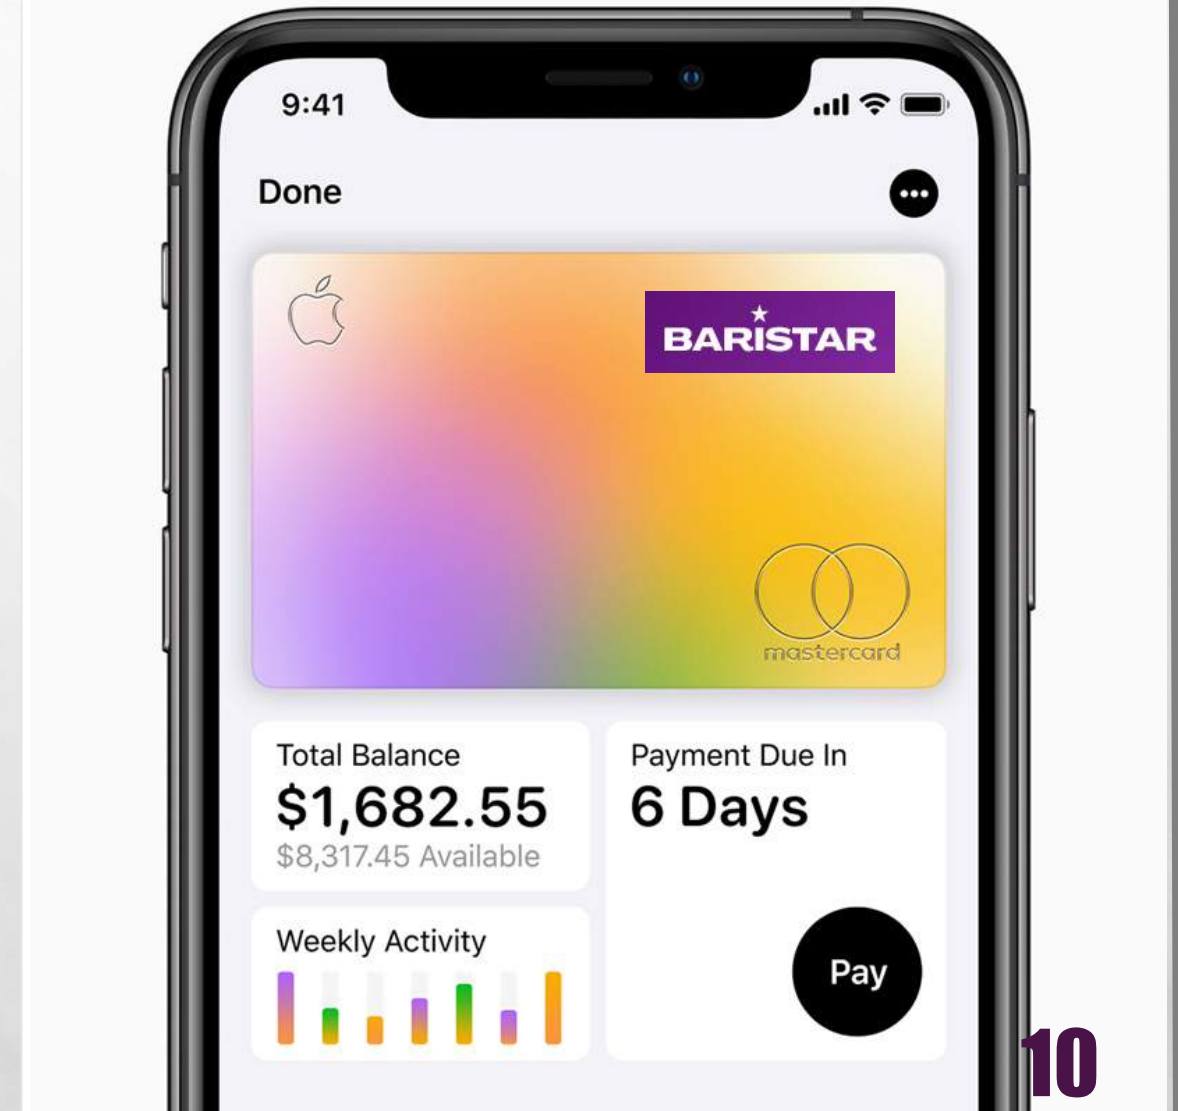 9:41
Done
BARISTAR
mastercard
Total Balance
$1,682.55
$8,317.45 Available
Payment Due In
6 Days
Weekly Activity
Pay
10